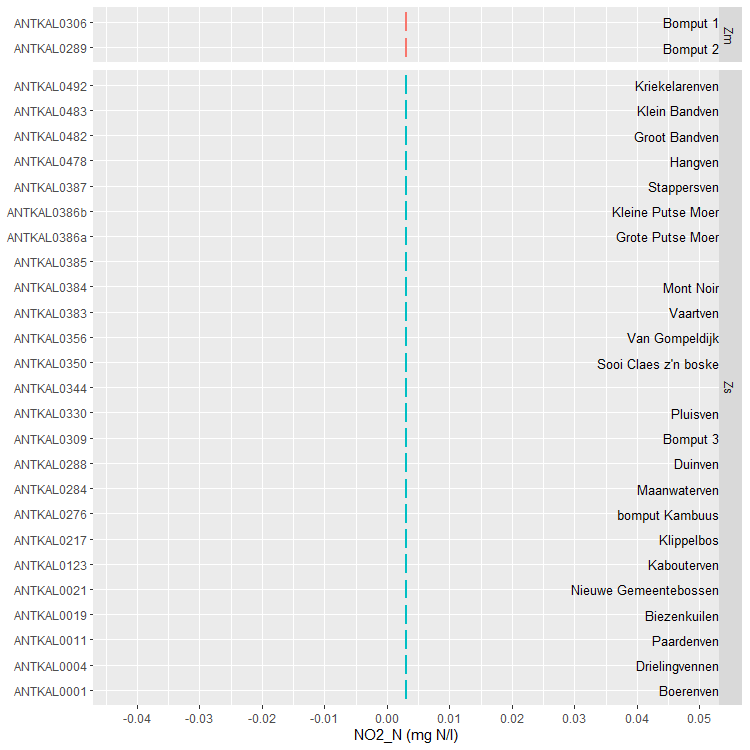 ANTKAL0306 Bomput 1
ANTKAL0289 Bomput 2
Zm
ANTKAL0492 Kriekelarenven
ANTKAL0483 Klein Bandven
ANTKAL0482 Groot Bandven
ANTKAL0478 Hangven
ANTKAL0387 Stappersven
ANTKAL0386b Kleine Putse Moer
ANTKAL0386a Grote Putse Moer
ANTKAL0385
ANTKAL0384 Mont Noir
ANTKAL0383 Vaartven
ANTKAL0356 Van Gompeldijk
ANTKAL0350 Sooi Claes z'n boske
ANTKAL0344
ANTKAL0330 Pluisven
ANTKAL0309 Bomput 3
ANTKAL0288 Duinven
ANTKAL0284 Maanwaterven
ANTKAL0276 bomput Kambuus
ANTKAL0217 Klippelbos
ANTKAL0123 Kabouterven
ANTKAL0021 Nieuwe Gemeentebossen
ANTKAL0019 Biezenkuilen
ANTKAL0011 Paardenven
ANTKAL0004 Drielingvennen
ANTKAL0001 Boerenven
Zs
-0.04 -0.03 -0.02 -0.01 0.00 0.01 0.02 0.03 0.04 0.05
NO2_N (mg N/l)